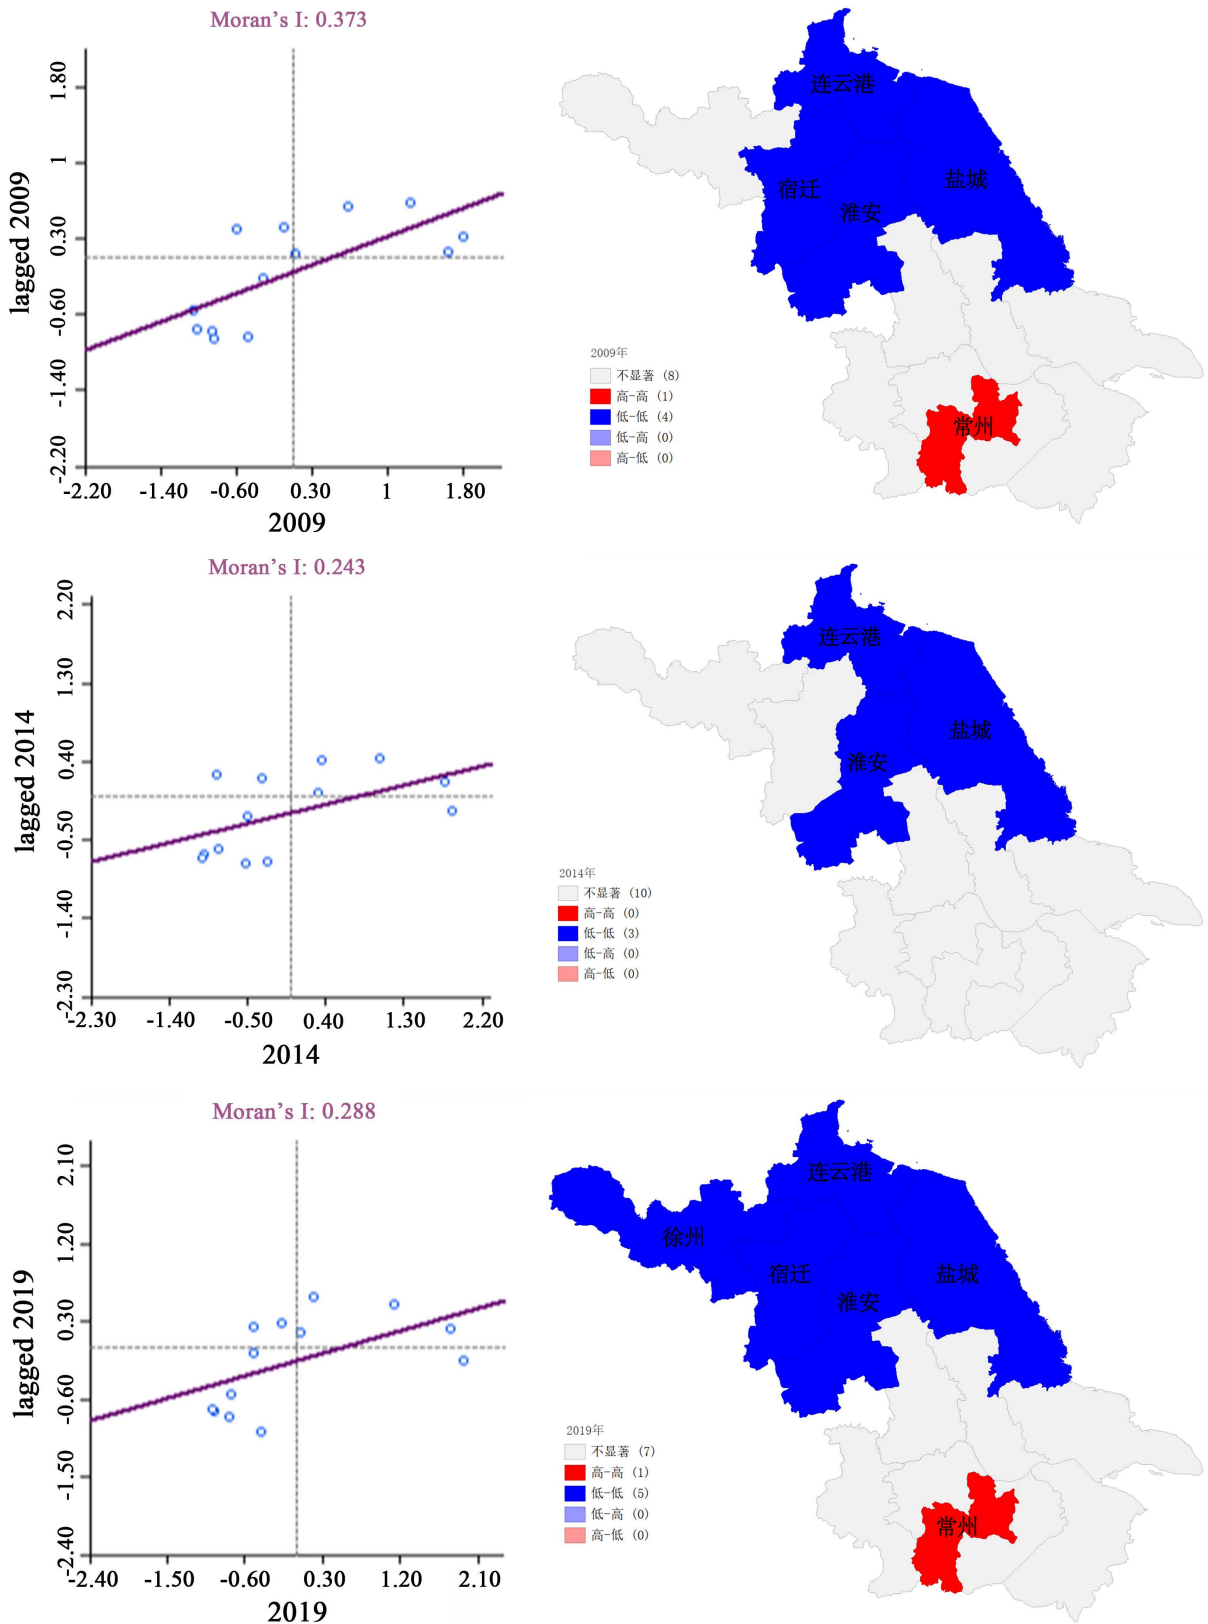 Moran's I: 0.373
lagged 2009
1.80
1
0.30
-0.60
-1.40
-2.20
-2.20 -1.40 -0.60 0.30 1 1.80
2009
连云港
宿迁
盐城
淮安
常州
2009年
不显著 (8)
高-高 (1)
低-低 (4)
低-高 (0)
高-低 (0)
Moran's I: 0.243
lagged 2014
2.20
1.30
0.40
-0.50
-1.40
-2.30
-2.30 -1.40 -0.50 0.40 1.30 2.20
2014
连云港
盐城
淮安
2014年
不显著 (10)
高-高 (0)
低-低 (3)
低-高 (0)
高-低 (0)
Moran's I: 0.288
lagged 2019
2.10
1.20
0.30
-0.60
-1.50
-2.40
-2.40 -1.50 -0.60 0.30 1.20 2.10
2019
连云港
徐州
宿迁
盐城
淮安
常州
2019年
不显著 (7)
高-高 (1)
低-低 (5)
低-高 (0)
高-低 (0)